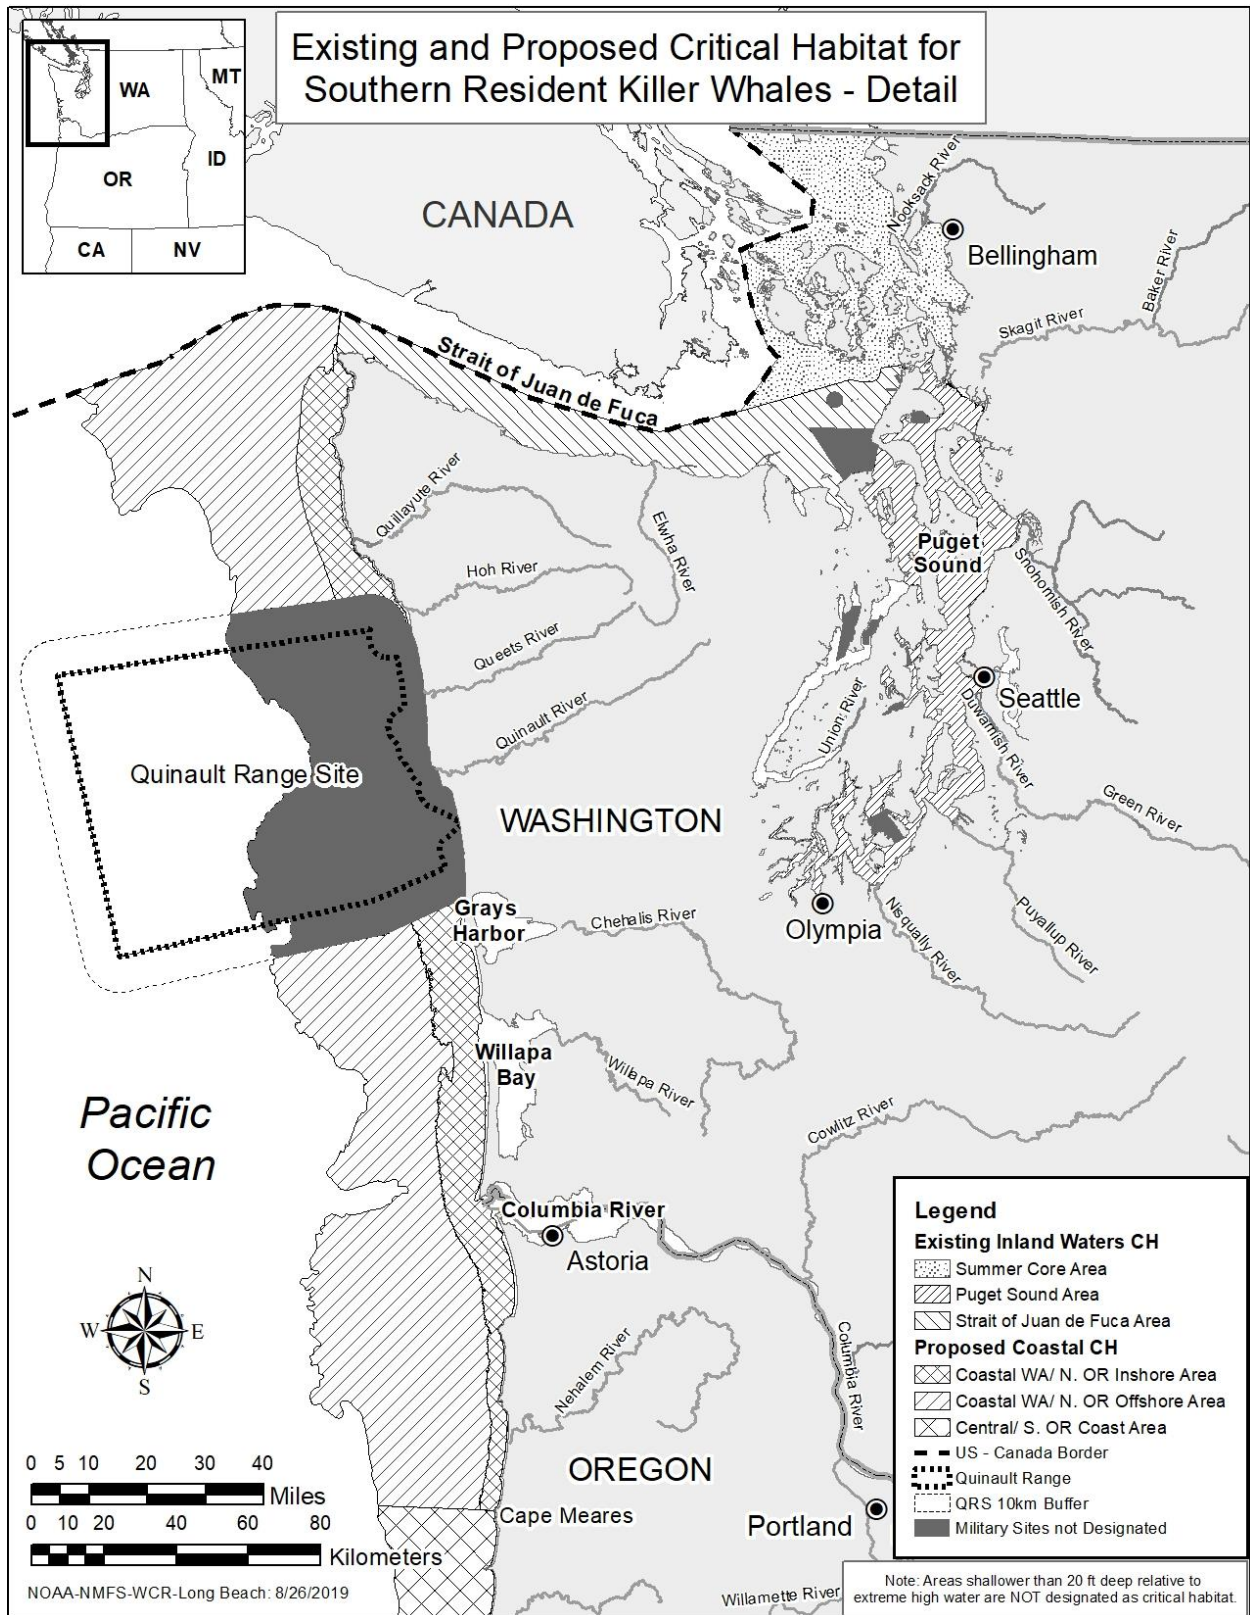 Existing and Proposed Critical Habitat for
Southern Resident Killer Whales - Detail
WA
MT
OR
ID
CA
NV
CANADA
Nooksack River
Bellingham
Baker River
Skagit River
Strait of Juan de Fuca
Quillayute River
Elwha River
Hoh River
Puget
Sound
Snohomish River
Queets River
Quinault River
Union River
Seattle
Duwamish River
Quinault Range Site
WASHINGTON
Green River
Grays
Harbor
Chehalis River
Olympia
Nisqually River
Puyallup River
Willapa
Bay
Willapa River
Pacific
Ocean
Cowlitz River
Columbia River
Astoria
Nehalem River
Columbia River
N
W
E
S
OREGON
Cape Meares
Portland
Willamette River
Legend
Existing Inland Waters CH
Summer Core Area
Puget Sound Area
Strait of Juan de Fuca Area
Proposed Coastal CH
Coastal WA/ N. OR Inshore Area
Coastal WA/ N. OR Offshore Area
Central/ S. OR Coast Area
US - Canada Border
Quinault Range
QRS 10km Buffer
Military Sites not Designated
0 5 10 20 30 40
Miles
0 10 20 40 60 80
Kilometers
NOAA-NMFS-WCR-Long Beach: 8/26/2019
Note: Areas shallower than 20 ft deep relative to
extreme high water are NOT designated as critical habitat.